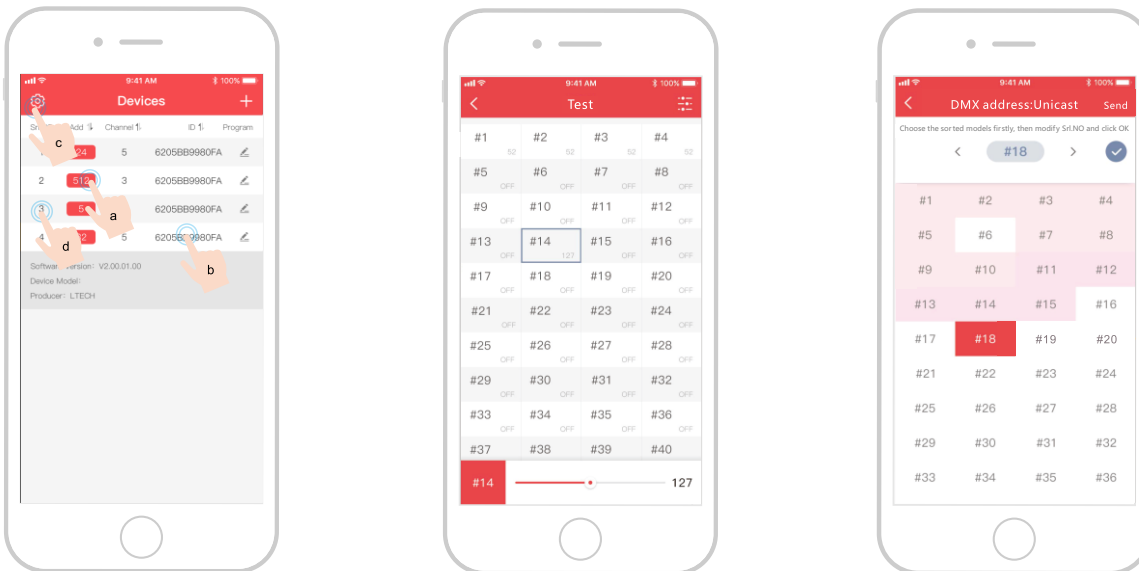 9:41 AM 100%
Devices
Add Channel ID Program
5 6205BB9980FA
2 512 3 6205BB9980FA
3 5 6205BB9980FA
4 5 6205BB9980FA
c
a
d
b
Software Version: V2.00.01.00
Device Model:
Producer: LTECH
9:41 AM 100%
Test
#1 #2 #3 #4
52 52 52 52
#5 #6 #7 #8
OFF OFF OFF OFF
#9 #10 #11 #12
OFF OFF OFF OFF
#13 #14 #15 #16
OFF 127 OFF OFF
#17 #18 #19 #20
OFF OFF OFF OFF
#21 #22 #23 #24
OFF OFF OFF OFF
#25 #26 #27 #28
OFF OFF OFF OFF
#29 #30 #31 #32
OFF OFF OFF OFF
#33 #34 #35 #36
OFF OFF OFF OFF
#37 #38 #39 #40
#14 127
9:41 AM 100%
DMX address:Unicast Send
Choose the sorted models firstly, then modify Srl.NO and click OK
#18
#1 #2 #3 #4
#5 #6 #7 #8
#9 #10 #11 #12
#13 #14 #15 #16
#17 #18 #19 #20
#21 #22 #23 #24
#25 #26 #27 #28
#29 #30 #31 #32
#33 #34 #35 #36